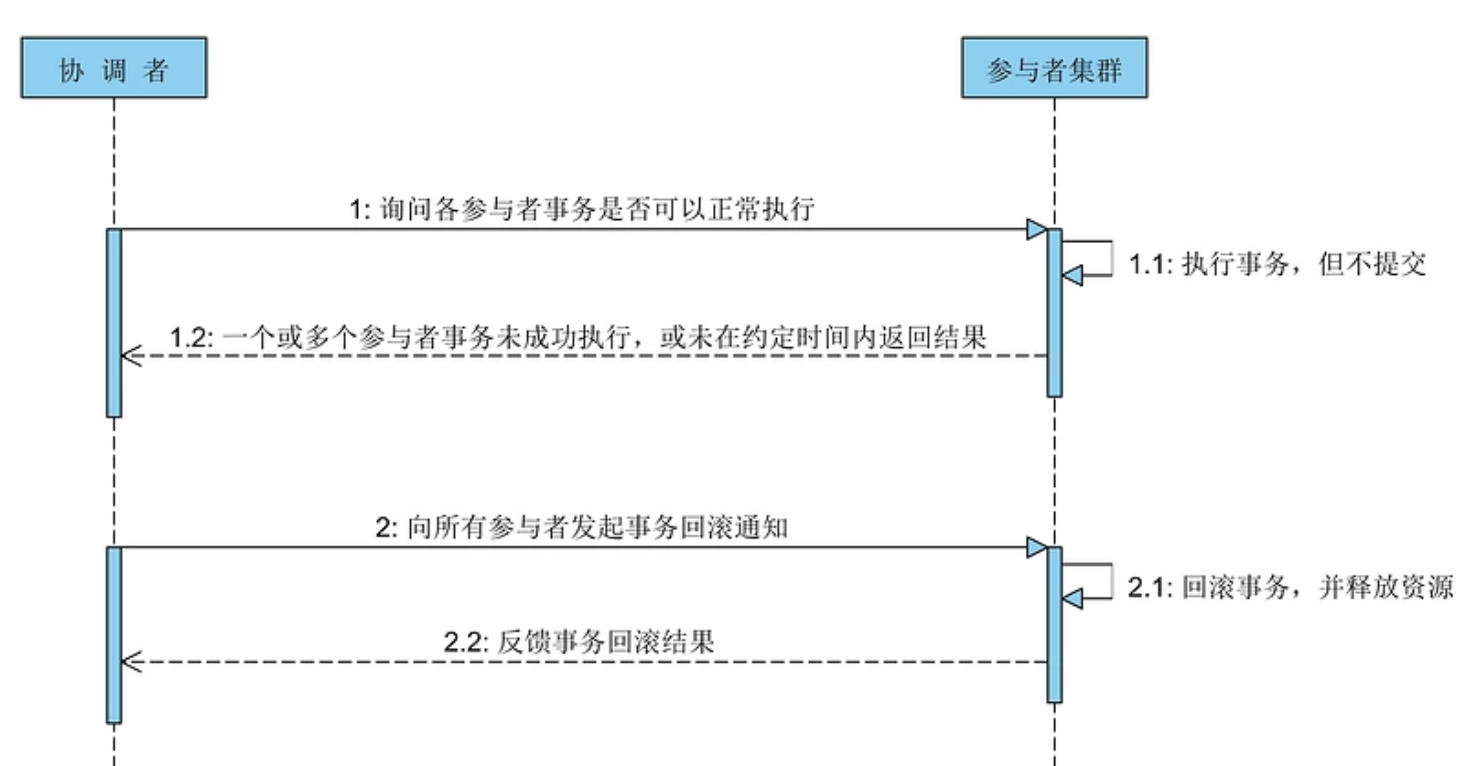 协 调 者
参与者集群
1: 询问各参与者事务是否可以正常执行
1.1: 执行事务，但不提交
1.2: 一个或多个参与者事务未成功执行，或未在约定时间内返回结果
2: 向所有参与者发起事务回滚通知
2.1: 回滚事务，并释放资源
2.2: 反馈事务回滚结果